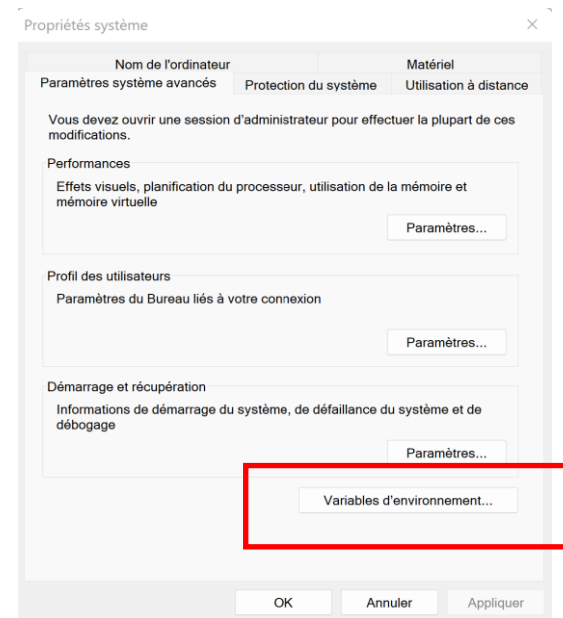 Propriétés système
Nom de l'ordinateur Matériel
Paramètres système avancés Protection du système Utilisation à distance
Vous devez ouvrir une session d'administrateur pour effectuer la plupart de ces
modifications.
Performances
Effets visuels, planification du processeur, utilisation de la mémoire et
mémoire virtuelle
Paramètres...
Profil des utilisateurs
Paramètres du Bureau liés à votre connexion
Paramètres...
Démarrage et récupération
Informations de démarrage du système, de défaillance du système et de
débogage
Paramètres...
Variables d'environnement...
OK Annuler Appliquer